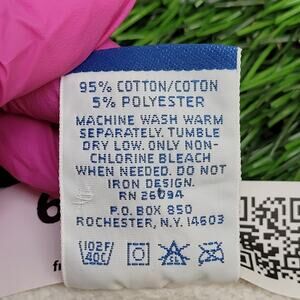 95% COTTON/COTON
5% POLYESTER
MACHINE WASH WARM
SEPARATELY. TUMBLE
DRY LOW. ONLY NON-
CHLORINE BLEACH
WHEN NEEDED. DO NOT
IRON DESIGN.
RN 26094
P.O. BOX 850
ROCHESTER, N.Y. 14603
102F
40C